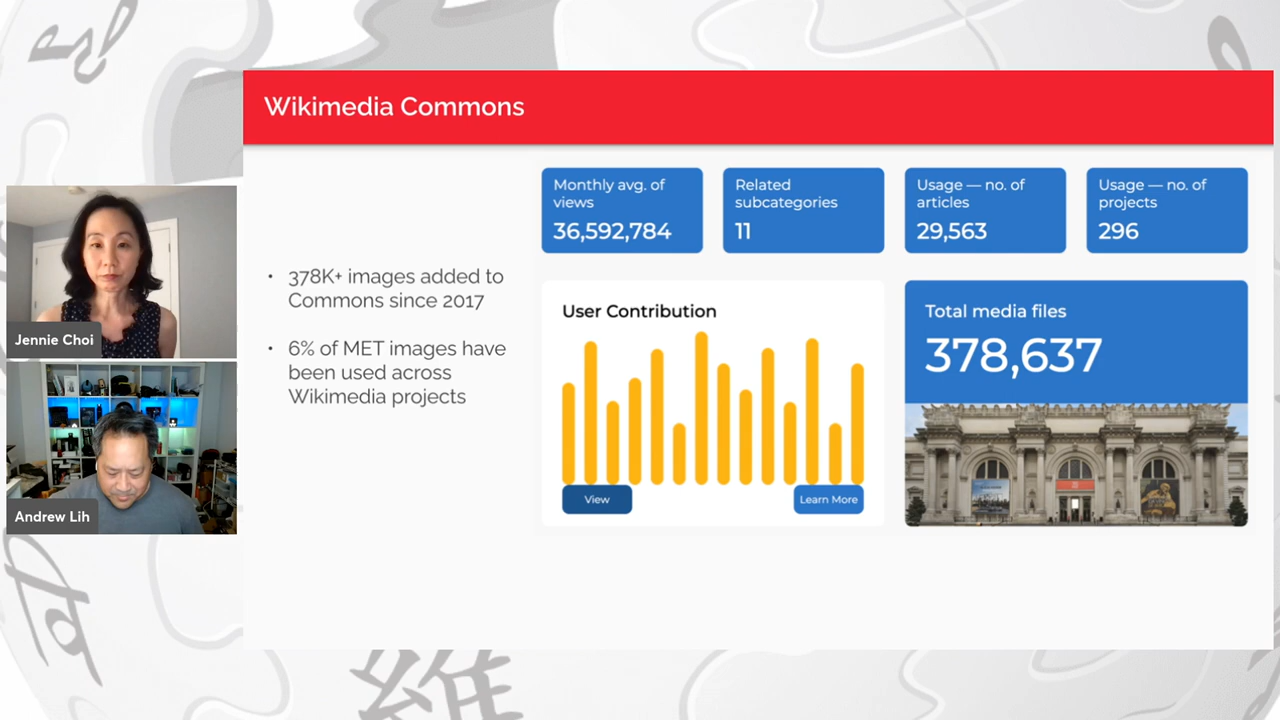 Wikimedia Commons
Jennie Choi
Andrew Lih
• 378K+ images added to
Commons since 2017
• 6% of MET images have
been used across
Wikimedia projects
Monthly avg. of
views
36,592,784
Related
subcategories
11
Usage — no. of
articles
29,563
Usage — no. of
projects
296
User Contribution
View
Learn More
Total media files
378,637
維